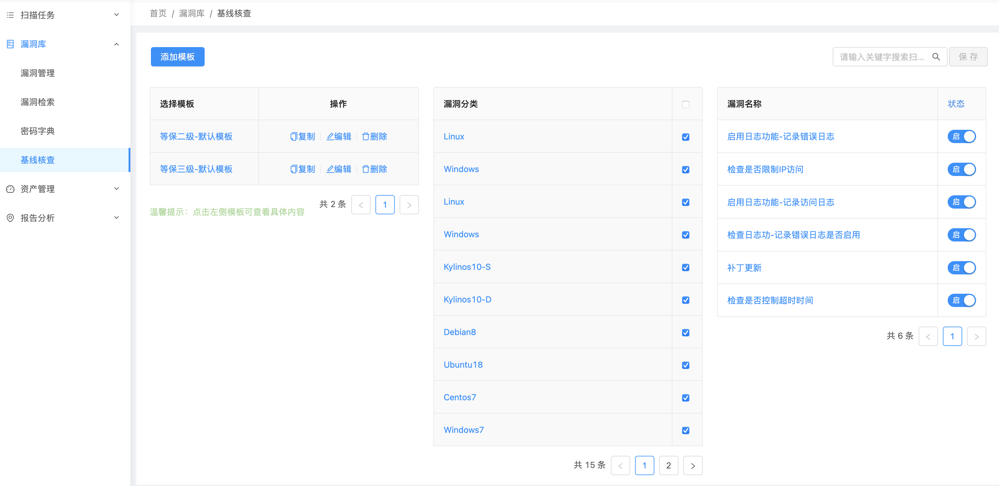 扫描任务
漏洞库
漏洞管理
漏洞检索
密码字典
基线核查
资产管理
报告分析
首页 / 漏洞库 / 基线核查
添加模板
请输入关键字搜索扫...
保 存
选择模板 操作
等保二级-默认模板 复制 编辑 删除
等保三级-默认模板 复制 编辑 删除
温馨提示：点击左侧模板可查看具体内容
共 2 条 < 1 >
漏洞分类
Linux
Windows
Linux
Windows
Kylinos10-S
Kylinos10-D
Debian8
Ubuntu18
Centos7
Windows7
共 15 条 < 1 2 >
漏洞名称 状态
启用日志功能-记录错误日志 启
检查是否限制IP访问 启
启用日志功能-记录访问日志 启
检查日志功-记录错误日志是否启用 启
补丁更新 启
检查是否控制超时时间 启
共 6 条 < 1 >